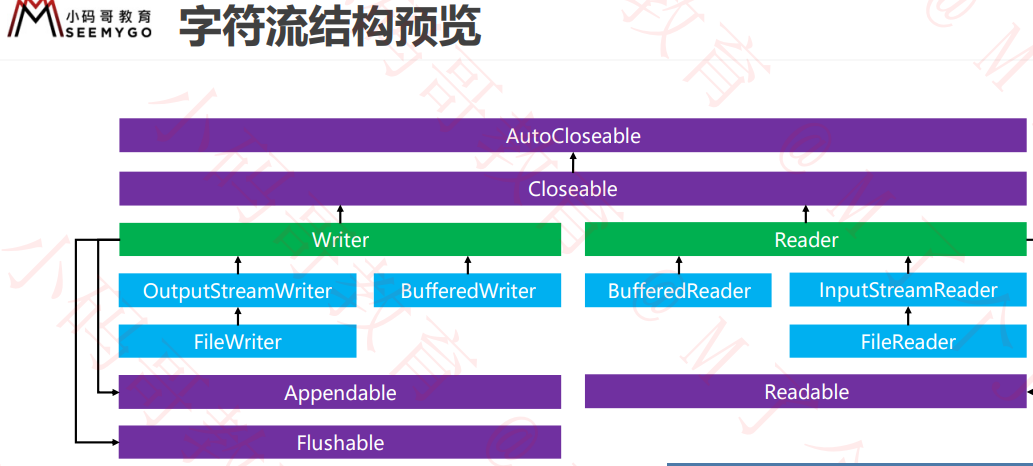 小码哥教育
SEEMYGO
字符流结构预览
AutoCloseable
Closeable
Writer
Reader
OutputStreamWriter
BufferedWriter
BufferedReader
InputStreamReader
FileWriter
FileReader
Appendable
Readable
Flushable